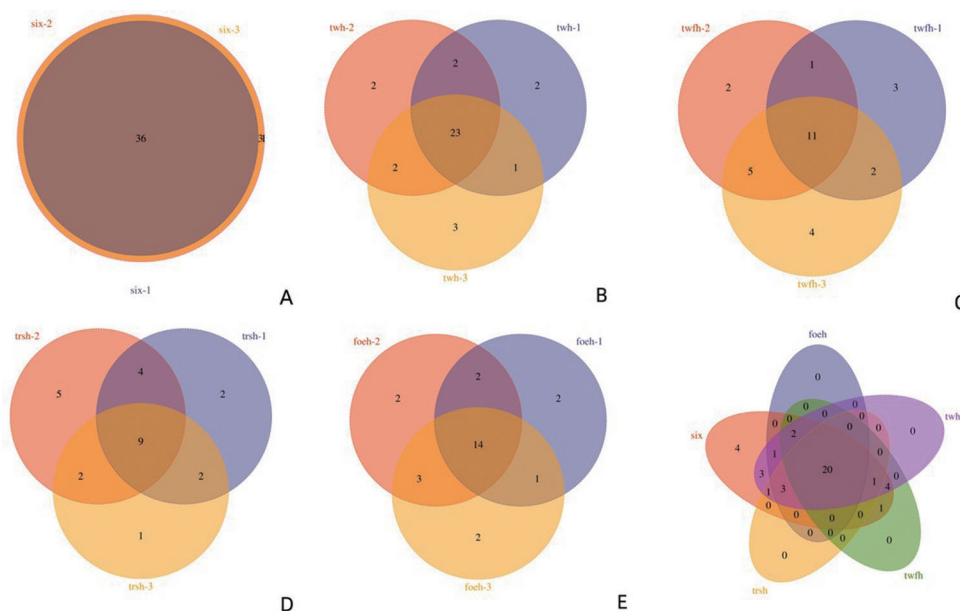 six-2
six-3
36
six-1
A
twh-2
twh-1
2
2
2
23
2
1
3
twh-3
B
twfh-2
twfh-1
1
2
3
11
5
2
4
twfh-3
C
trsh-2
trsh-1
4
5
2
9
2
2
1
trsh-3
D
foeh-2
foeh-1
2
2
2
14
3
1
2
foeh-3
E
foeh
0
twh
0 0
0 0 0 0
0 0 0 0
six 2
4 1 0
20
3 3 1 0
1 4
0 0 0 0 1
0 0 0 0
0
trsh
twfh